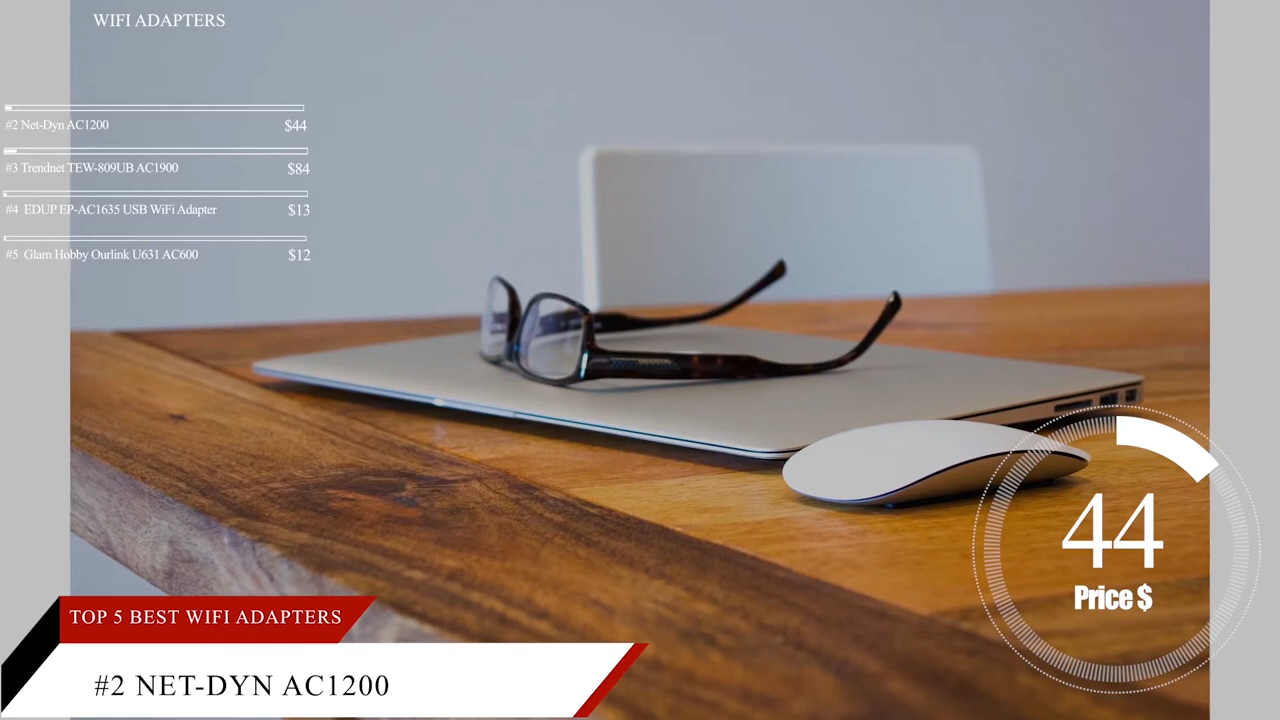 WIFI ADAPTERS
#2 Net-Dyn AC1200 $44
#3 Trendnet TEW-809UB AC1900 $84
#4 EDUP EP-AC1635 USB WiFi Adapter $13
#5 Glam Hobby Ourlink U631 AC600 $12
44
Price $
TOP 5 BEST WIFI ADAPTERS
#2 NET-DYN AC1200